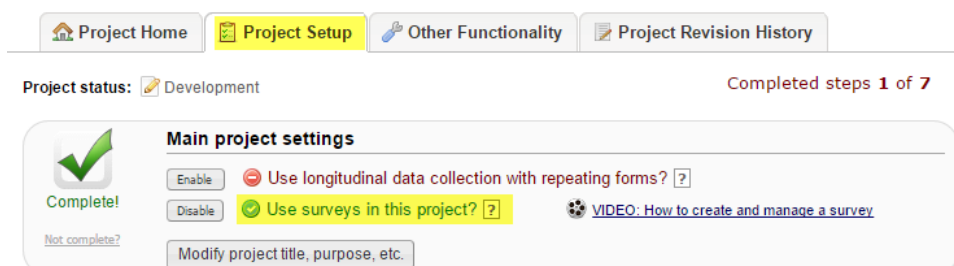 Project Home Project Setup Other Functionality Project Revision History
Project status: Development Completed steps 1 of 7
Main project settings
Enable Use longitudinal data collection with repeating forms? ?
Complete! Disable Use surveys in this project? ? VIDEO: How to create and manage a survey
Not complete?
Modify project title, purpose, etc.